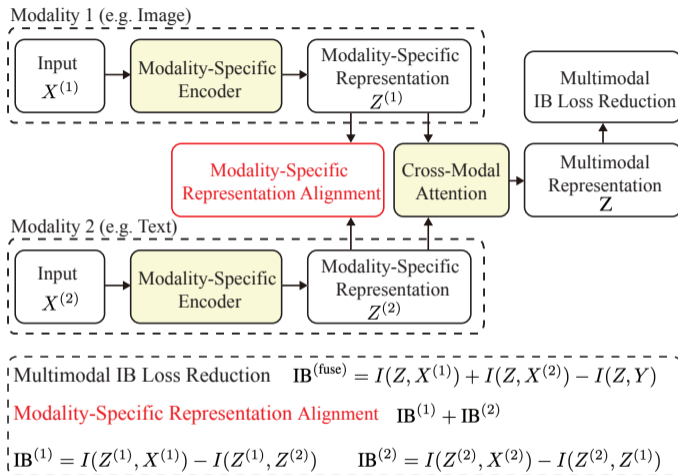 Modality 1 (e.g. Image)
Input
X^{(1)}
Modality-Specific
Encoder
Modality-Specific
Representation
Z^{(1)}
Multimodal
IB Loss Reduction
Modality-Specific
Representation Alignment
Cross-Modal
Attention
Multimodal
Representation
Z
Modality 2 (e.g. Text)
Input
X^{(2)}
Modality-Specific
Encoder
Modality-Specific
Representation
Z^{(2)}
Multimodal IB Loss Reduction IB^{(fuse)} = I(Z, X^{(1)}) + I(Z, X^{(2)}) − I(Z, Y)
Modality-Specific Representation Alignment IB^{(1)} + IB^{(2)}
IB^{(1)} = I(Z^{(1)}, X^{(1)}) − I(Z^{(1)}, Z^{(2)}) IB^{(2)} = I(Z^{(2)}, X^{(2)}) − I(Z^{(2)}, Z^{(1)})